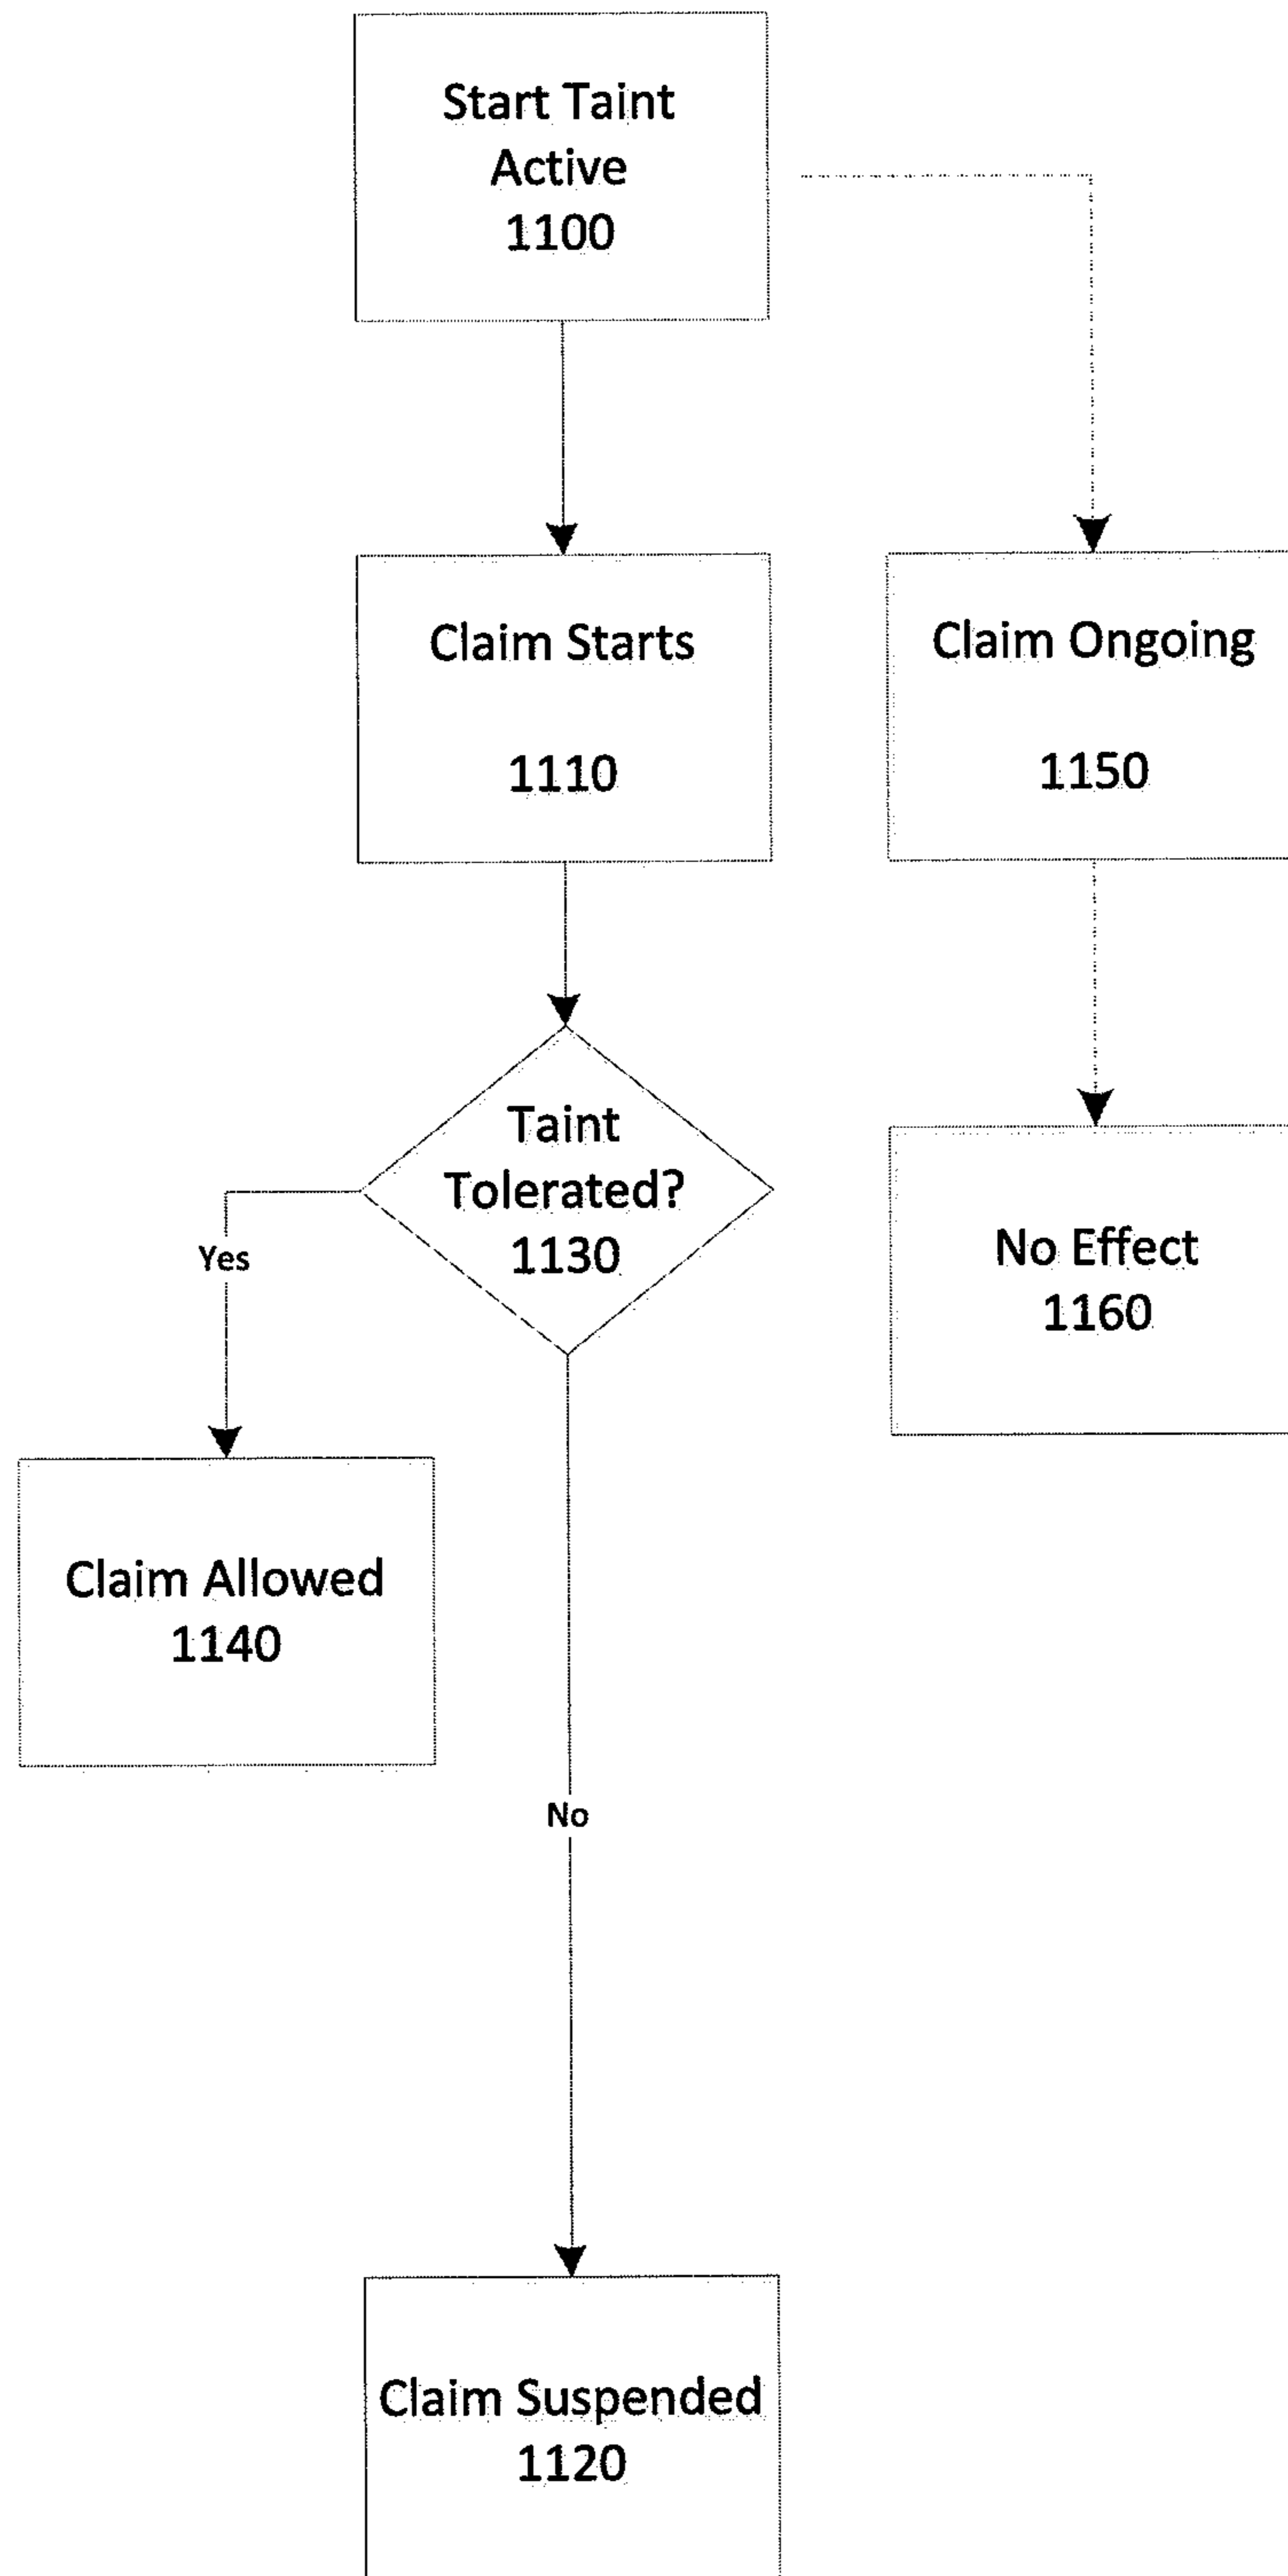 Start Taint
Active
1100
Claim Starts
1110
Claim Ongoing
1150
Taint
Tolerated?
1130
Yes
No Effect
1160
Claim Allowed
1140
No
Claim Suspended
1120